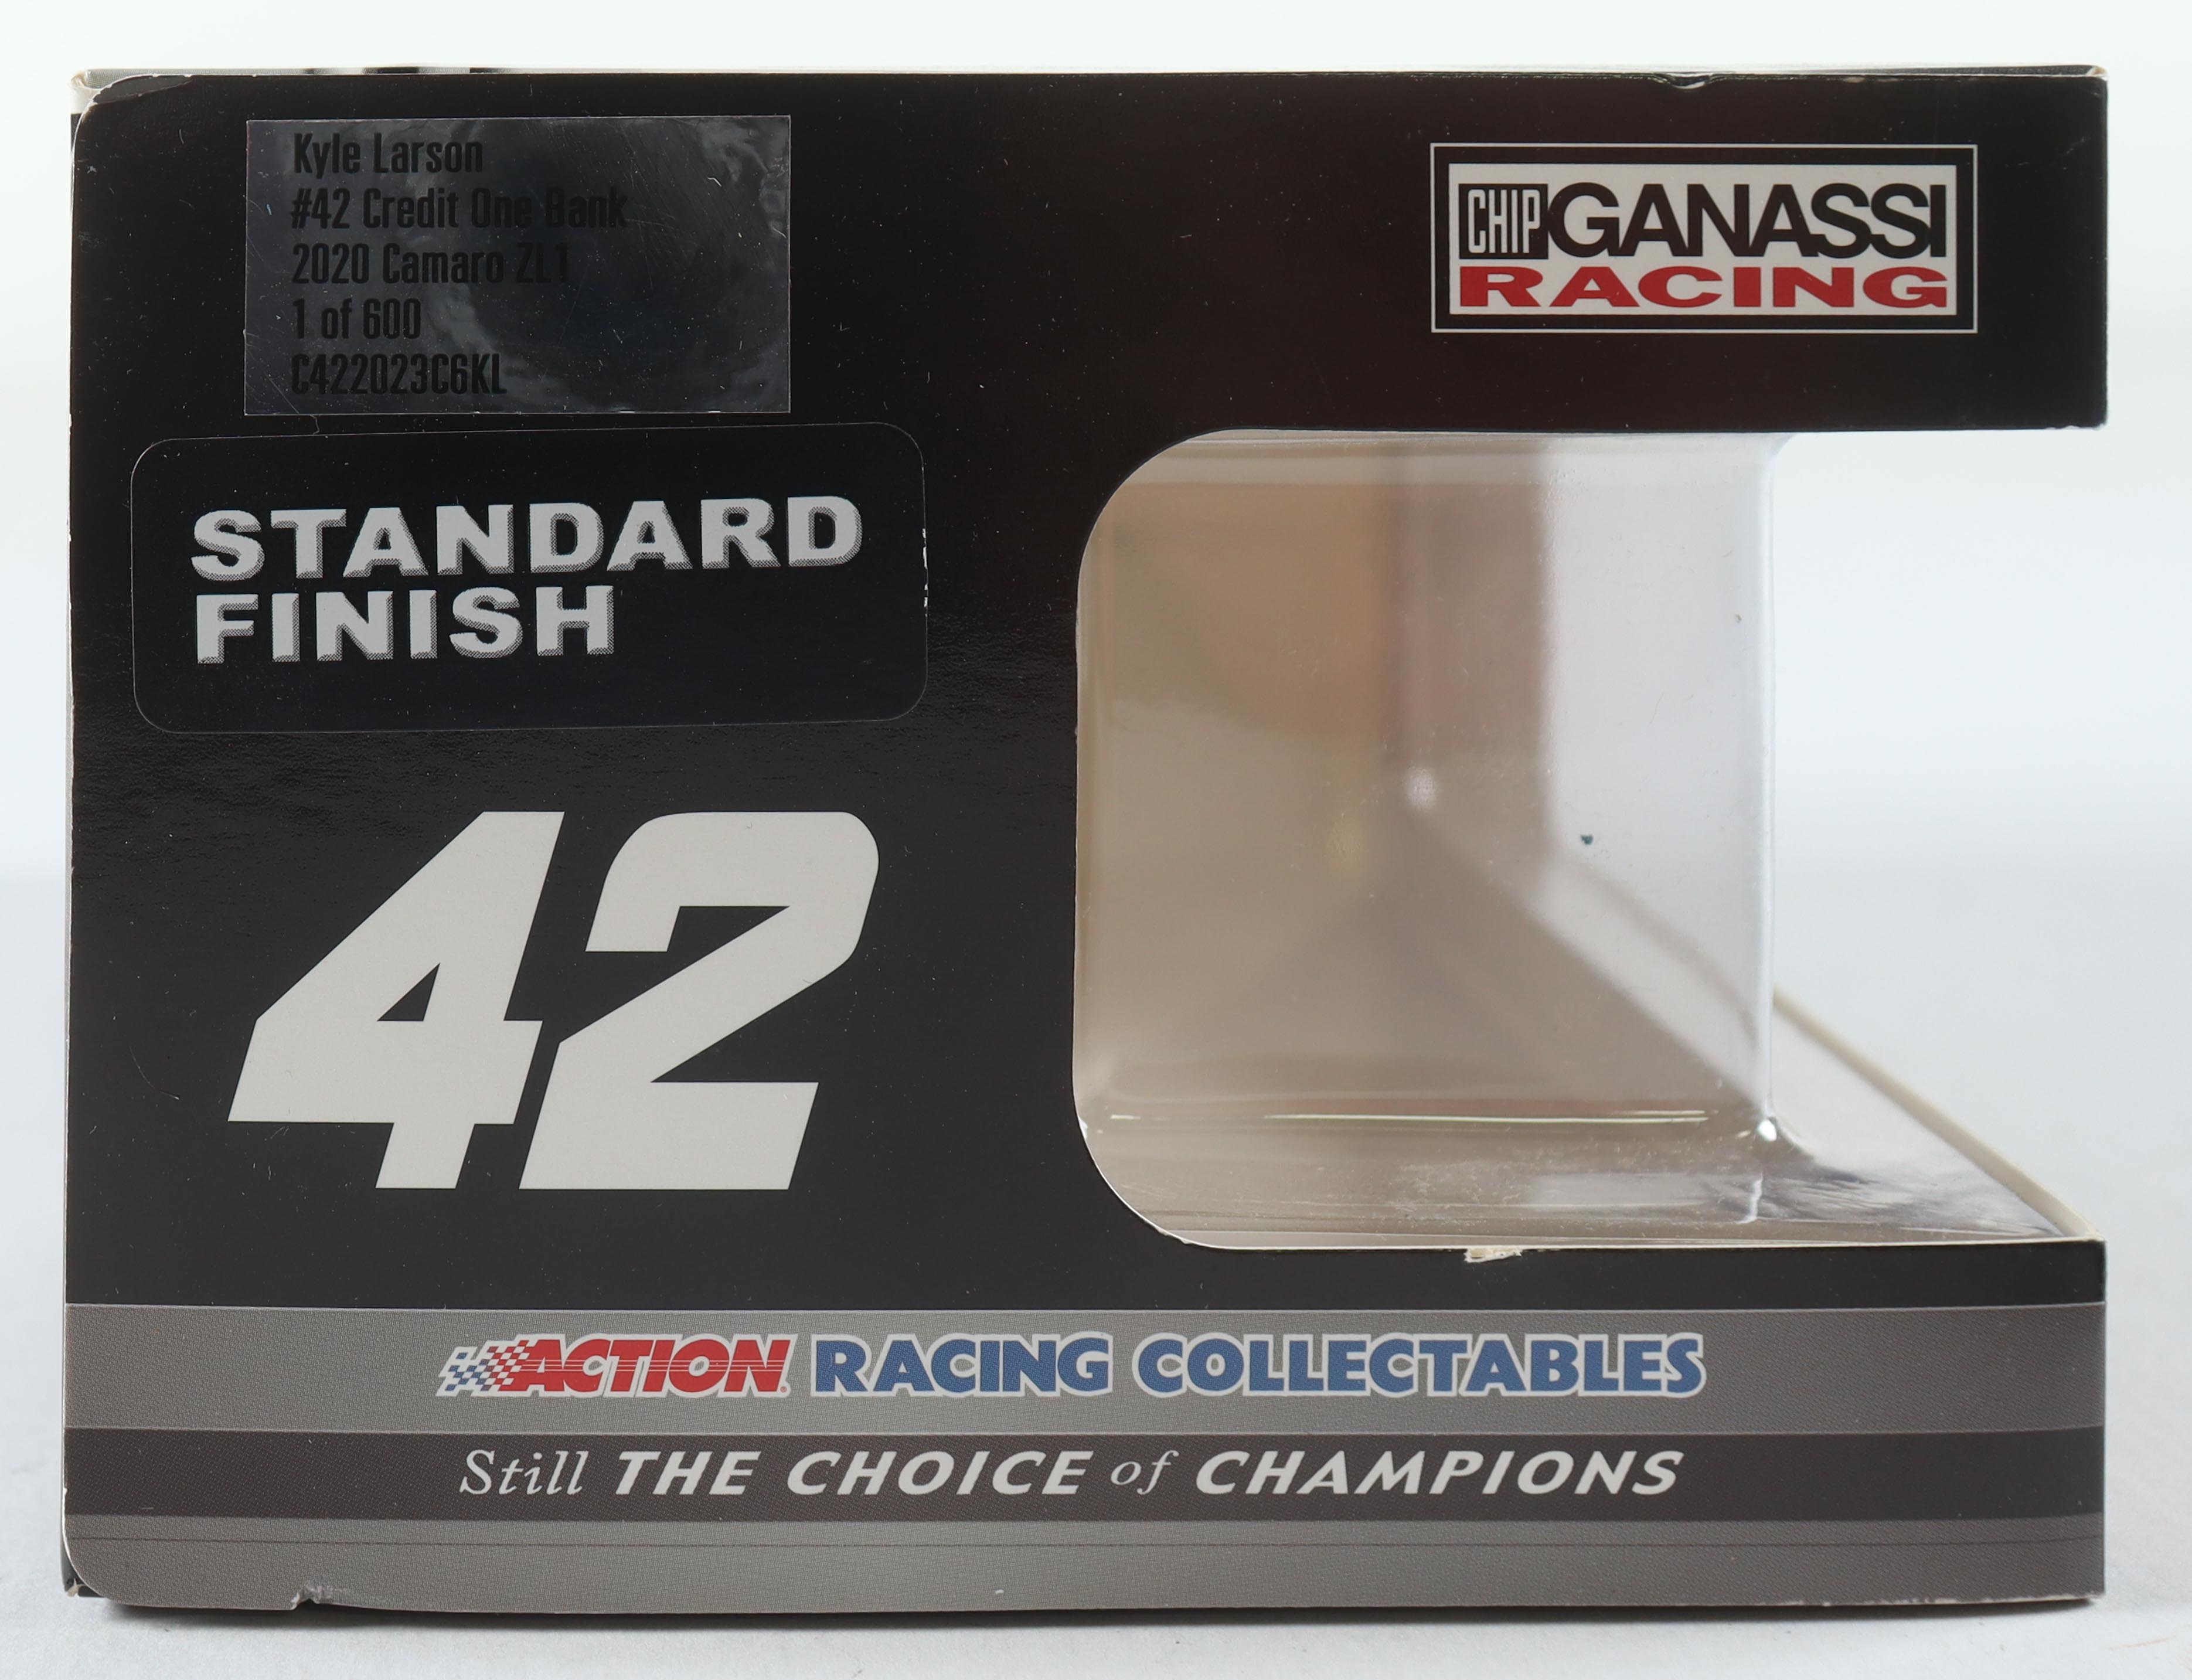 Kyle Larson
#42 Credit One Bank
2020 Camaro ZL1
1 of 600
C422023C6KL
CHIP GANASSI
RACING
STANDARD
FINISH
42
ACTION RACING COLLECTABLES
Still THE CHOICE of CHAMPIONS